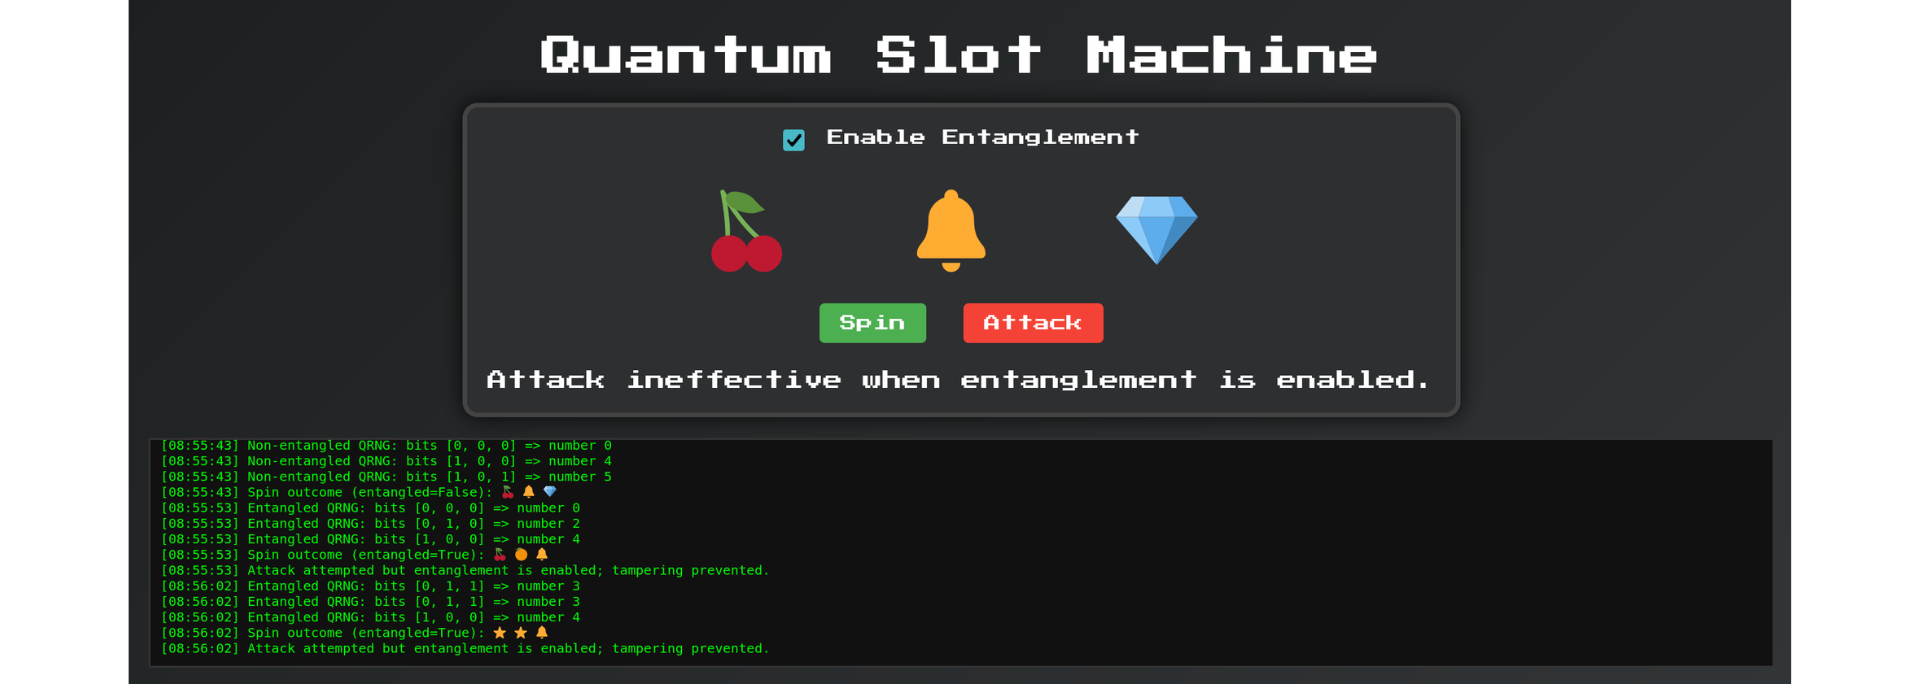 Quantum Slot Machine
Enable Entanglement
Spin
Attack
Attack ineffective when entanglement is enabled.
[08:55:43] Non-entangled QRNG: bits [0, 0, 0] => number 0
[08:55:43] Non-entangled QRNG: bits [1, 0, 0] => number 4
[08:55:43] Non-entangled QRNG: bits [1, 0, 1] => number 5
[08:55:43] Spin outcome (entangled=False): 🍒 🔔 💎
[08:55:53] Entangled QRNG: bits [0, 0, 0] => number 0
[08:55:53] Entangled QRNG: bits [0, 1, 0] => number 2
[08:55:53] Entangled QRNG: bits [1, 0, 0] => number 4
[08:55:53] Spin outcome (entangled=True): 🍒 🍊 🔔
[08:55:53] Attack attempted but entanglement is enabled; tampering prevented.
[08:56:02] Entangled QRNG: bits [0, 1, 1] => number 3
[08:56:02] Entangled QRNG: bits [0, 1, 1] => number 3
[08:56:02] Entangled QRNG: bits [1, 0, 0] => number 4
[08:56:02] Spin outcome (entangled=True): ⭐ ⭐ 🔔
[08:56:02] Attack attempted but entanglement is enabled; tampering prevented.